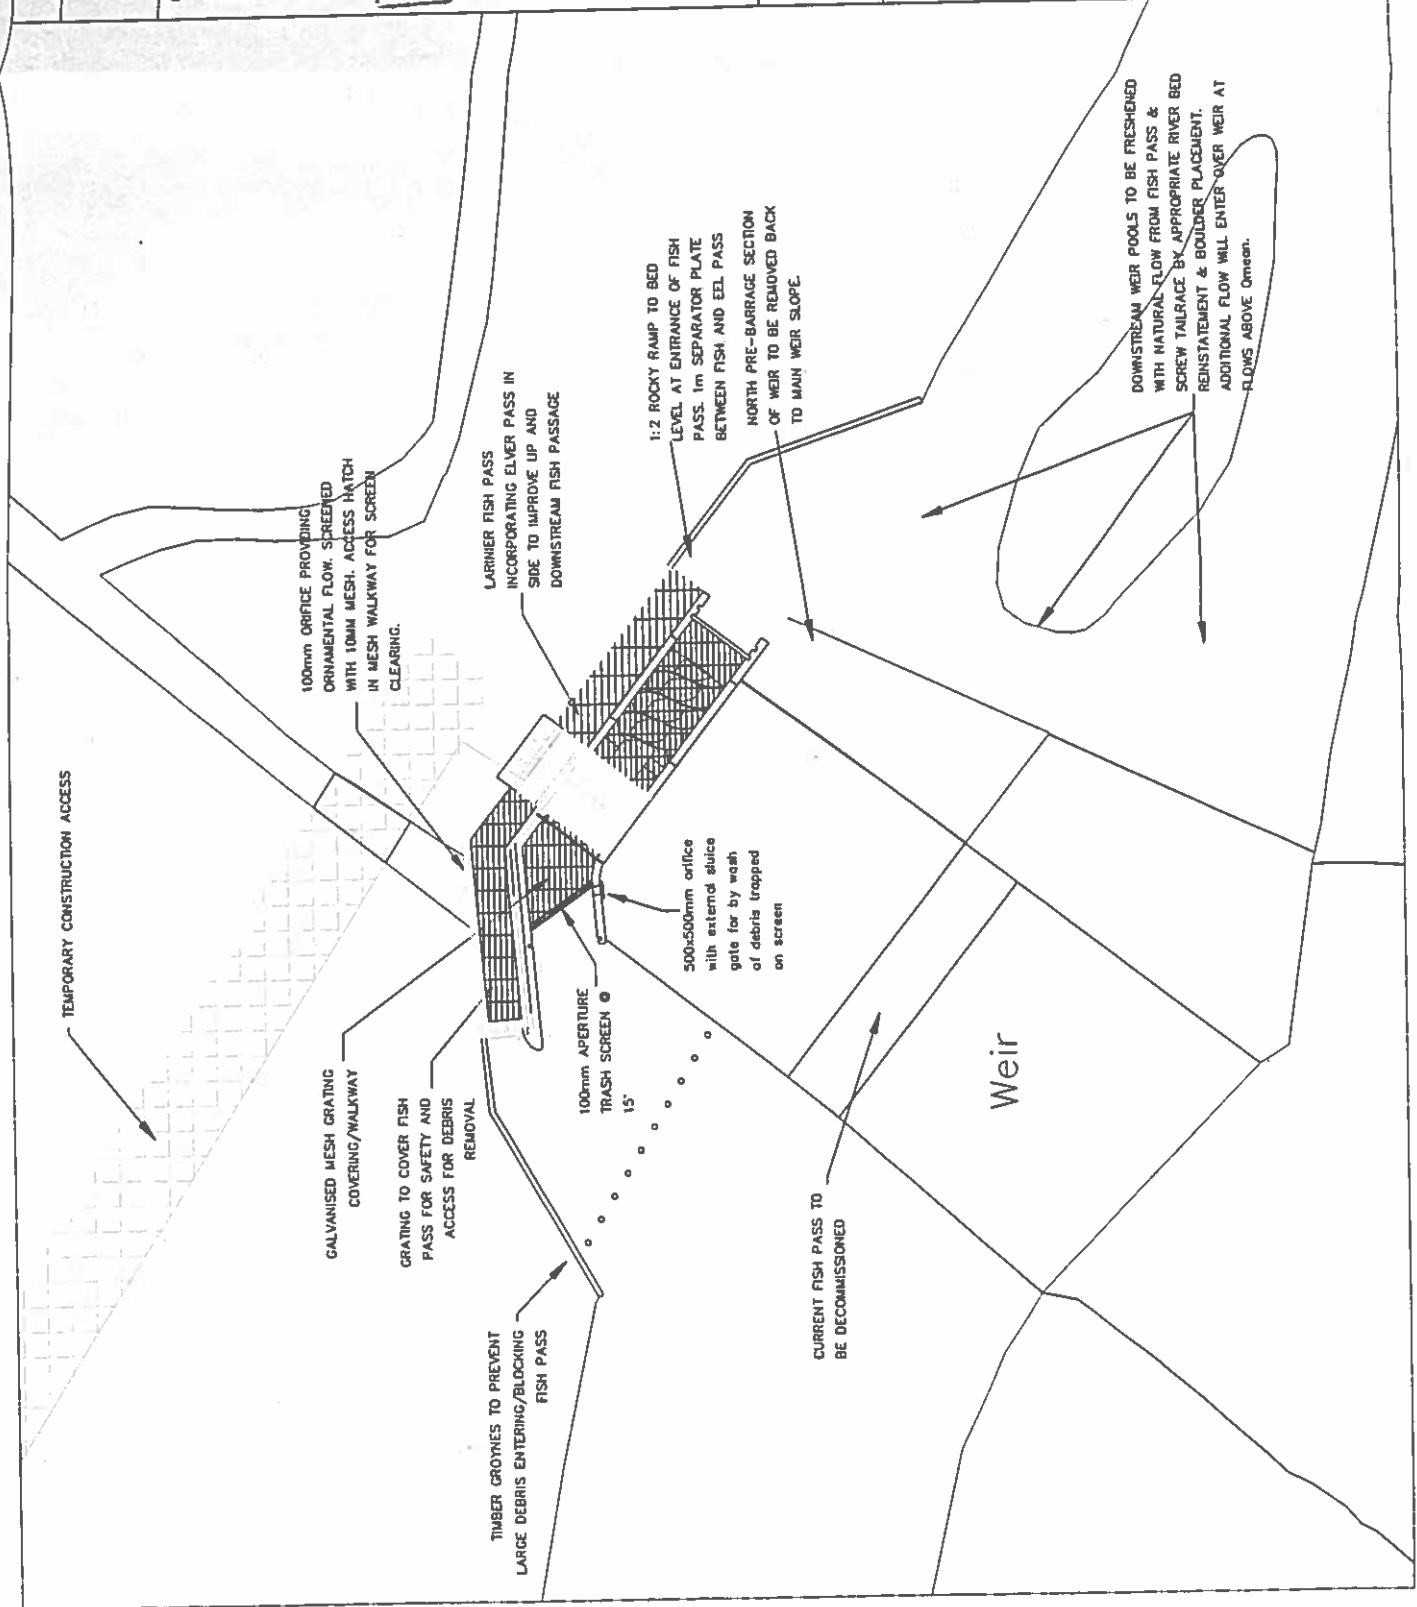 TEMPORARY CONSTRUCTION ACCESS
GALVANISED MESH GRATING
COVERING/WALKWAY
GRATING TO COVER FISH
PASS FOR SAFETY AND
ACCESS FOR DEBRIS
REMOVAL
TIMBER GROYNES TO PREVENT
LARGE DEBRIS ENTERING/BLOCKING
FISH PASS
100mm ORIFICE PROVIDING
ORNAMENTAL FLOW. SCREENED
WITH 10MM MESH. ACCESS HATCH
IN MESH WALKWAY FOR SCREEN
CLEARING.
LARINIER FISH PASS
INCORPORATING ELVER PASS IN
SIDE TO IMPROVE UP AND
DOWNSTREAM FISH PASSAGE
1:2 ROCKY RAMP TO BED
LEVEL AT ENTRANCE OF FISH
PASS. 1m SEPARATOR PLATE
BETWEEN FISH AND EEL PASS
NORTH PRE-BARRAGE SECTION
OF WEIR TO BE REMOVED BACK
TO MAIN WEIR SLOPE.
100mm APERTURE
TRASH SCREEN @
15°
500x500mm orifice
with external sluice
gate for by wash
of debris trapped
on screen
CURRENT FISH PASS TO
BE DECOMMISSIONED
Weir
DOWNSTREAM WEIR POOLS TO BE FRESHENED
WITH NATURAL FLOW FROM FISH PASS &
SCREW TAILRACE BY APPROPRIATE RIVER BED
REINSTATEMENT & BOULDER PLACEMENT.
ADDITIONAL FLOW WILL ENTER OVER WEIR AT
FLOWS ABOVE Qmean.